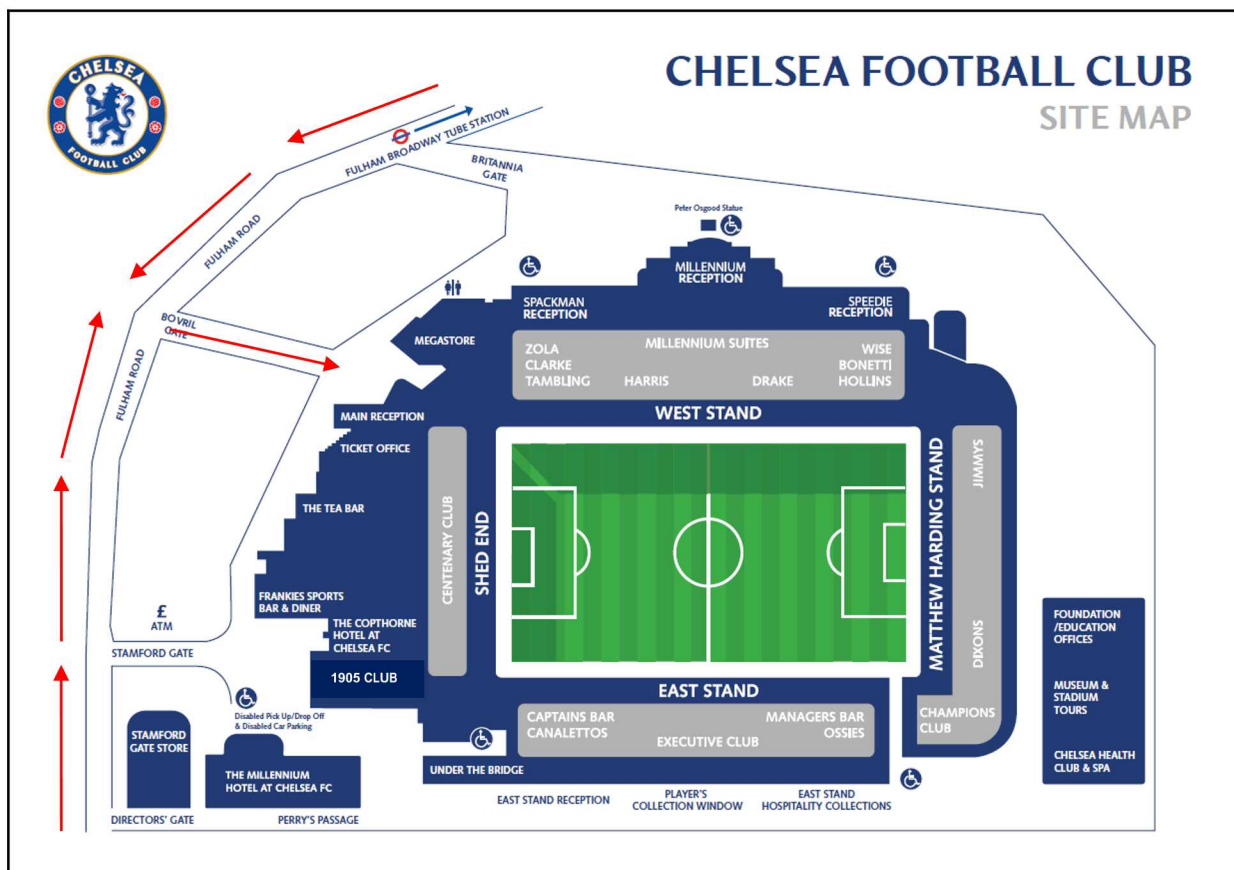 CHELSEA
FOOTBALL CLUB
CHELSEA FOOTBALL CLUB
SITE MAP
FULHAM BROADWAY TUBE STATION
BRITANNIA
GATE
FULHAM ROAD
BOVRIL
GATE
FULHAM ROAD
Peter Osgood Statue
MILLENNIUM
RECEPTION
SPACKMAN
RECEPTION
SPEEDIE
RECEPTION
MEGASTORE
MILLENNIUM SUITES
ZOLA
CLARKE
TAMBLING
HARRIS
DRAKE
WISE
BONETTI
HOLLINS
WEST STAND
MAIN RECEPTION
TICKET OFFICE
THE TEA BAR
FRANKIES SPORTS
BAR & DINER
THE COPTHORNE
HOTEL AT
CHELSEA FC
1905 CLUB
CENTENARY CLUB
SHED END
MATTHEW HARDING STAND
JIMMYS
DIXONS
CHAMPIONS
CLUB
EAST STAND
CAPTAINS BAR
CANALETTOS
EXECUTIVE CLUB
MANAGERS BAR
OSSIES
UNDER THE BRIDGE
EAST STAND RECEPTION
PLAYER'S
COLLECTION WINDOW
EAST STAND
HOSPITALITY COLLECTIONS
FOUNDATION
/EDUCATION
OFFICES
MUSEUM &
STADIUM
TOURS
CHELSEA HEALTH
CLUB & SPA
£
ATM
STAMFORD GATE
Disabled Pick Up/Drop Off
& Disabled Car Parking
STAMFORD
GATE STORE
THE MILLENNIUM
HOTEL AT CHELSEA FC
DIRECTORS' GATE
PERRY'S PASSAGE